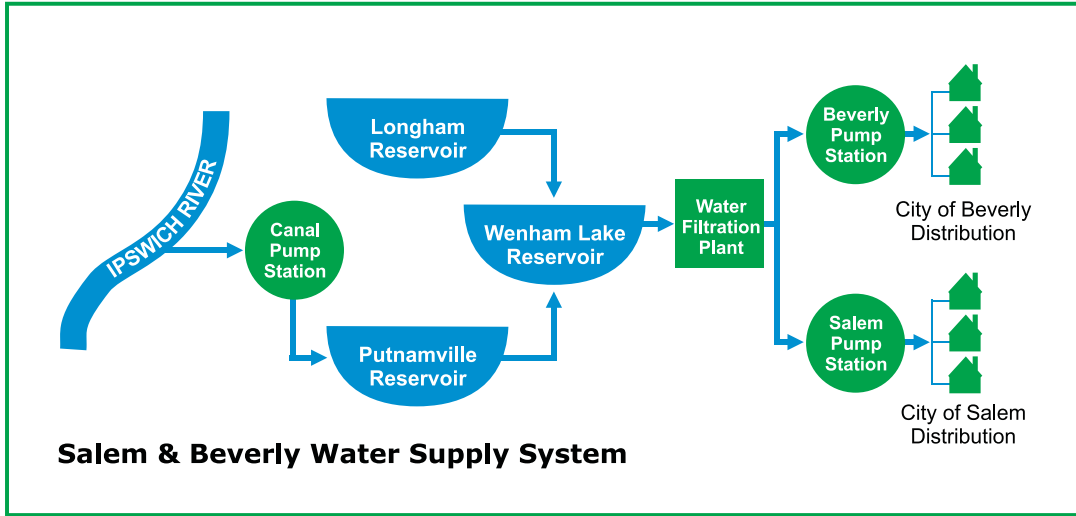 IPSWICH RIVER
Canal
Pump
Station
Longham
Reservoir
Putnamville
Reservoir
Wenham Lake
Reservoir
Water
Filtration
Plant
Beverly
Pump
Station
City of Beverly
Distribution
Salem
Pump
Station
City of Salem
Distribution
Salem & Beverly Water Supply System